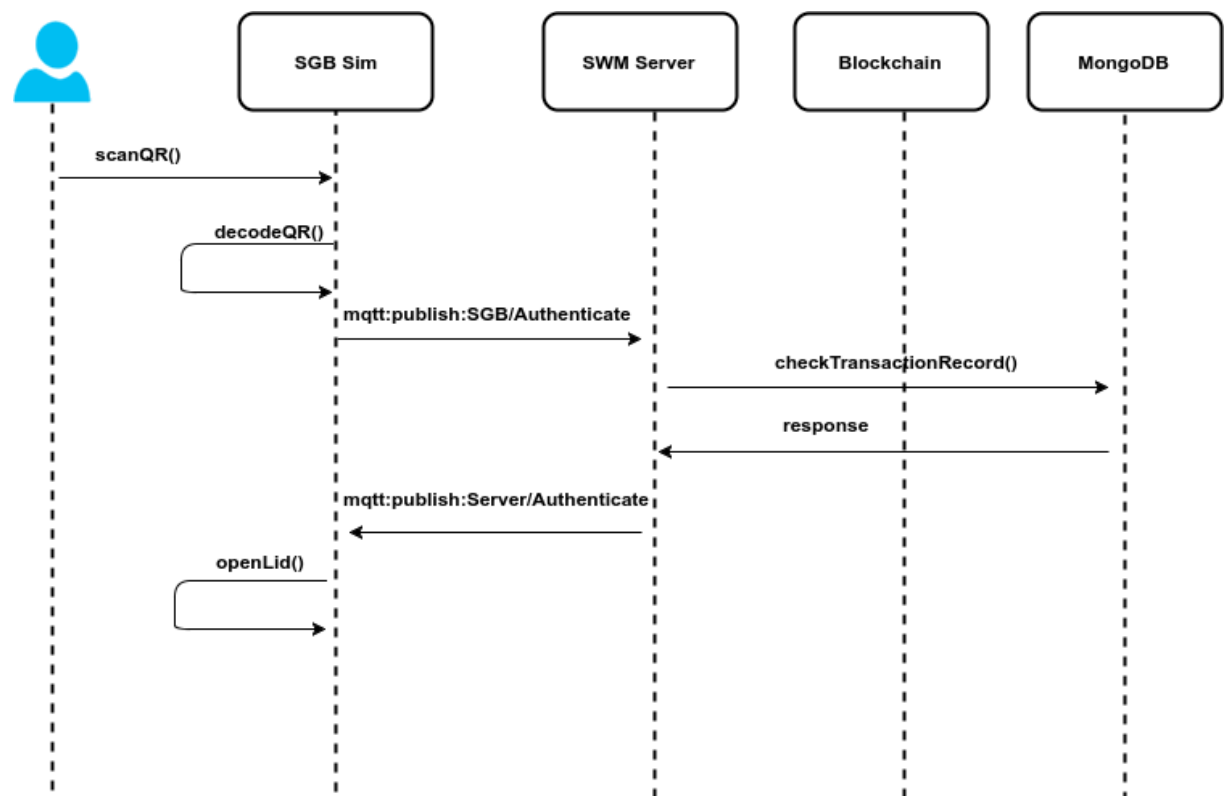 SGB Sim
SWM Server
Blockchain
MongoDB
scanQR()
decodeQR()
mqtt:publish:SGB/Authenticate
checkTransactionRecord()
response
mqtt:publish:Server/Authenticate
openLid()